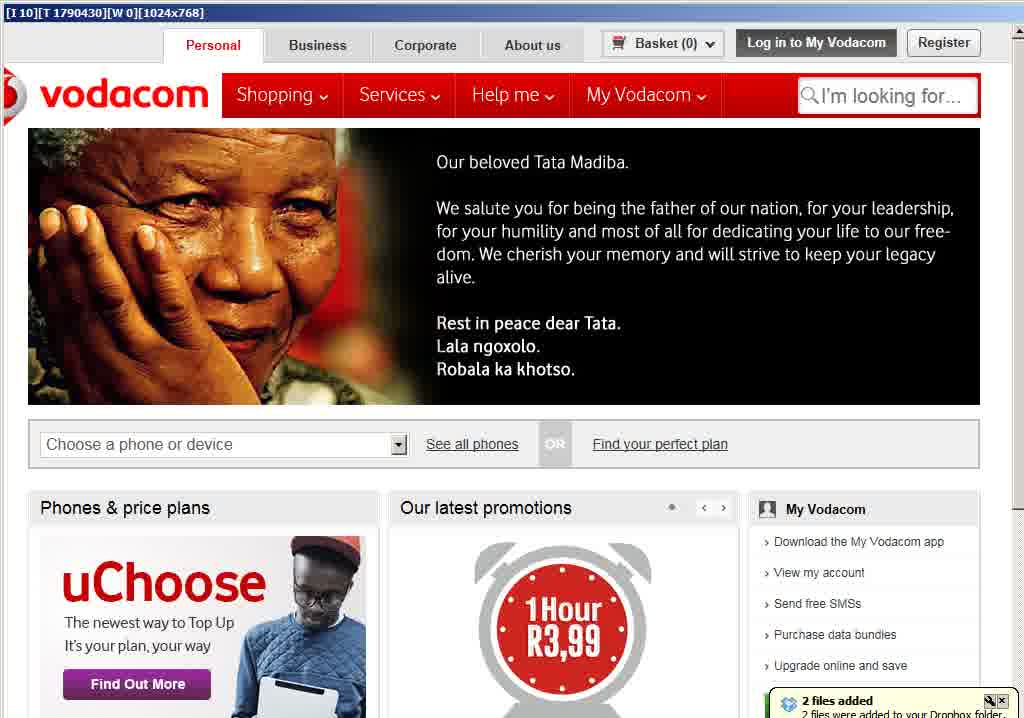 [I 10][T 1790430][W 0][1024x768]
Personal Business Corporate About us Basket (0) Log in to My Vodacom Register
vodacom Shopping Services Help me My Vodacom I'm looking for...
Our beloved Tata Madiba.
We salute you for being the father of our nation, for your leadership,
for your humility and most of all for dedicating your life to our free-
dom. We cherish your memory and will strive to keep your legacy
alive.
Rest in peace dear Tata.
Lala ngoxolo.
Robala ka khotso.
Choose a phone or device See all phones OR Find your perfect plan
Phones & price plans
uChoose
The newest way to Top Up
It's your plan, your way
Find Out More
Our latest promotions
1 Hour
R3,99
My Vodacom
Download the My Vodacom app
View my account
Send free SMSs
Purchase data bundles
Upgrade online and save
2 files added
2 files were added to your Dropbox folder.